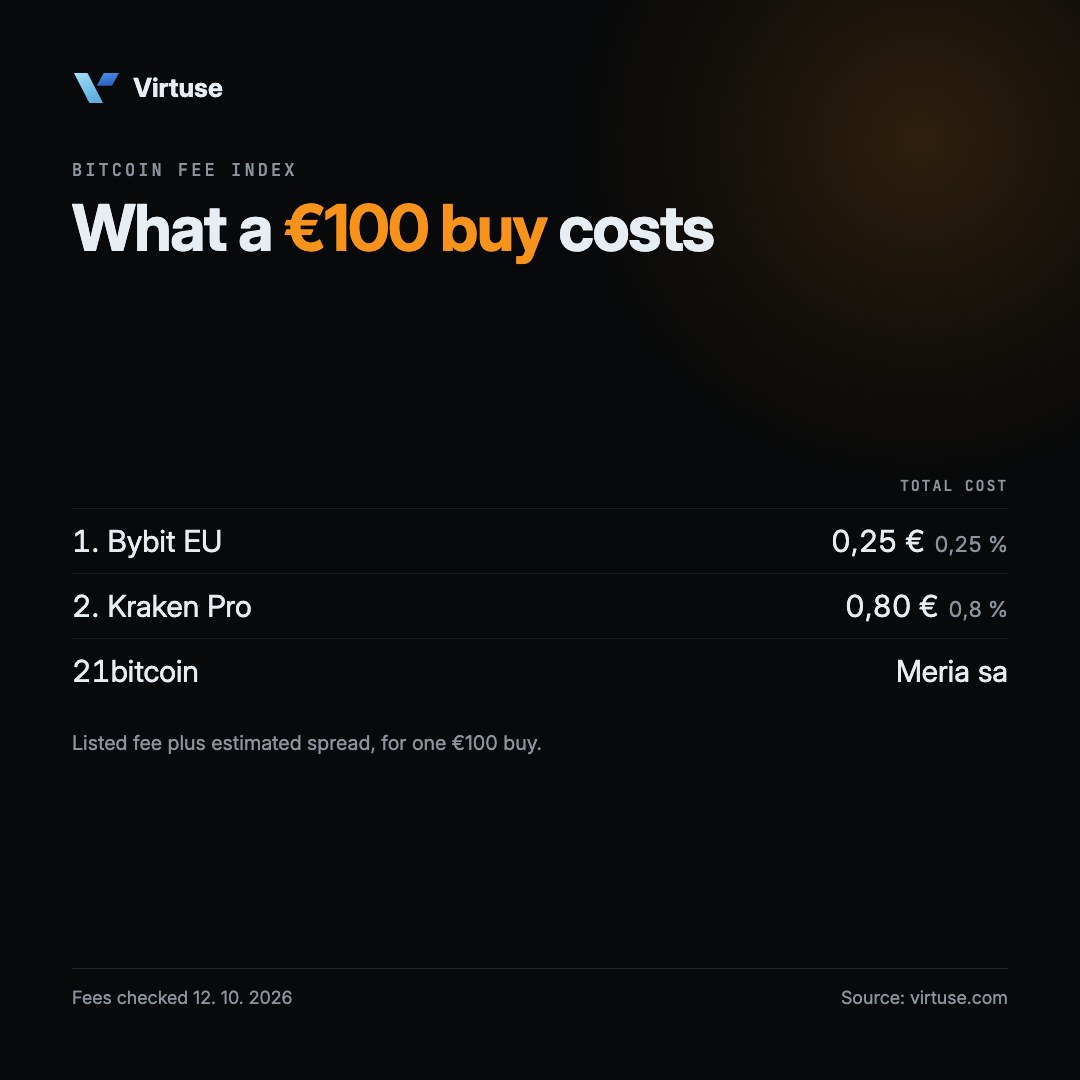 Virtuse
BITCOIN FEE INDEX
What a €100 buy costs
TOTAL COST
1. Bybit EU 0,25 € 0,25 %
2. Kraken Pro 0,80 € 0,8 %
21bitcoin Meria sa
Listed fee plus estimated spread, for one €100 buy.
Fees checked 12. 10. 2026 Source: virtuse.com